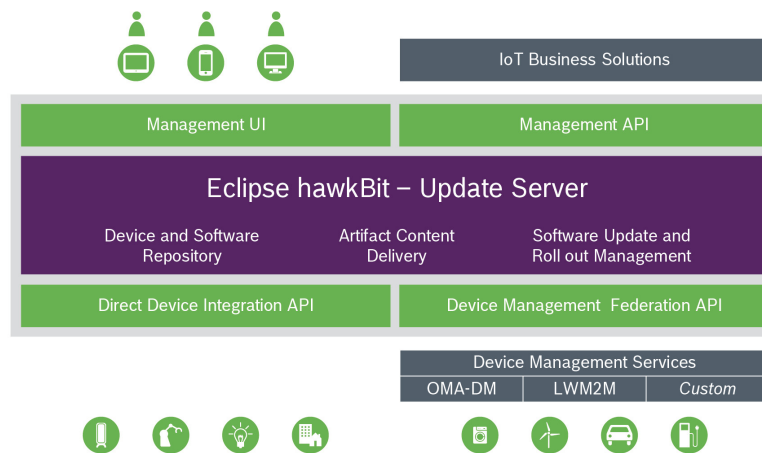 IoT Business Solutions
Management UI
Management API
Eclipse hawkBit – Update Server
Device and Software
Repository
Artifact Content
Delivery
Software Update and
Roll out Management
Direct Device Integration API
Device Management Federation API
Device Management Services
OMA-DM
LWM2M
Custom